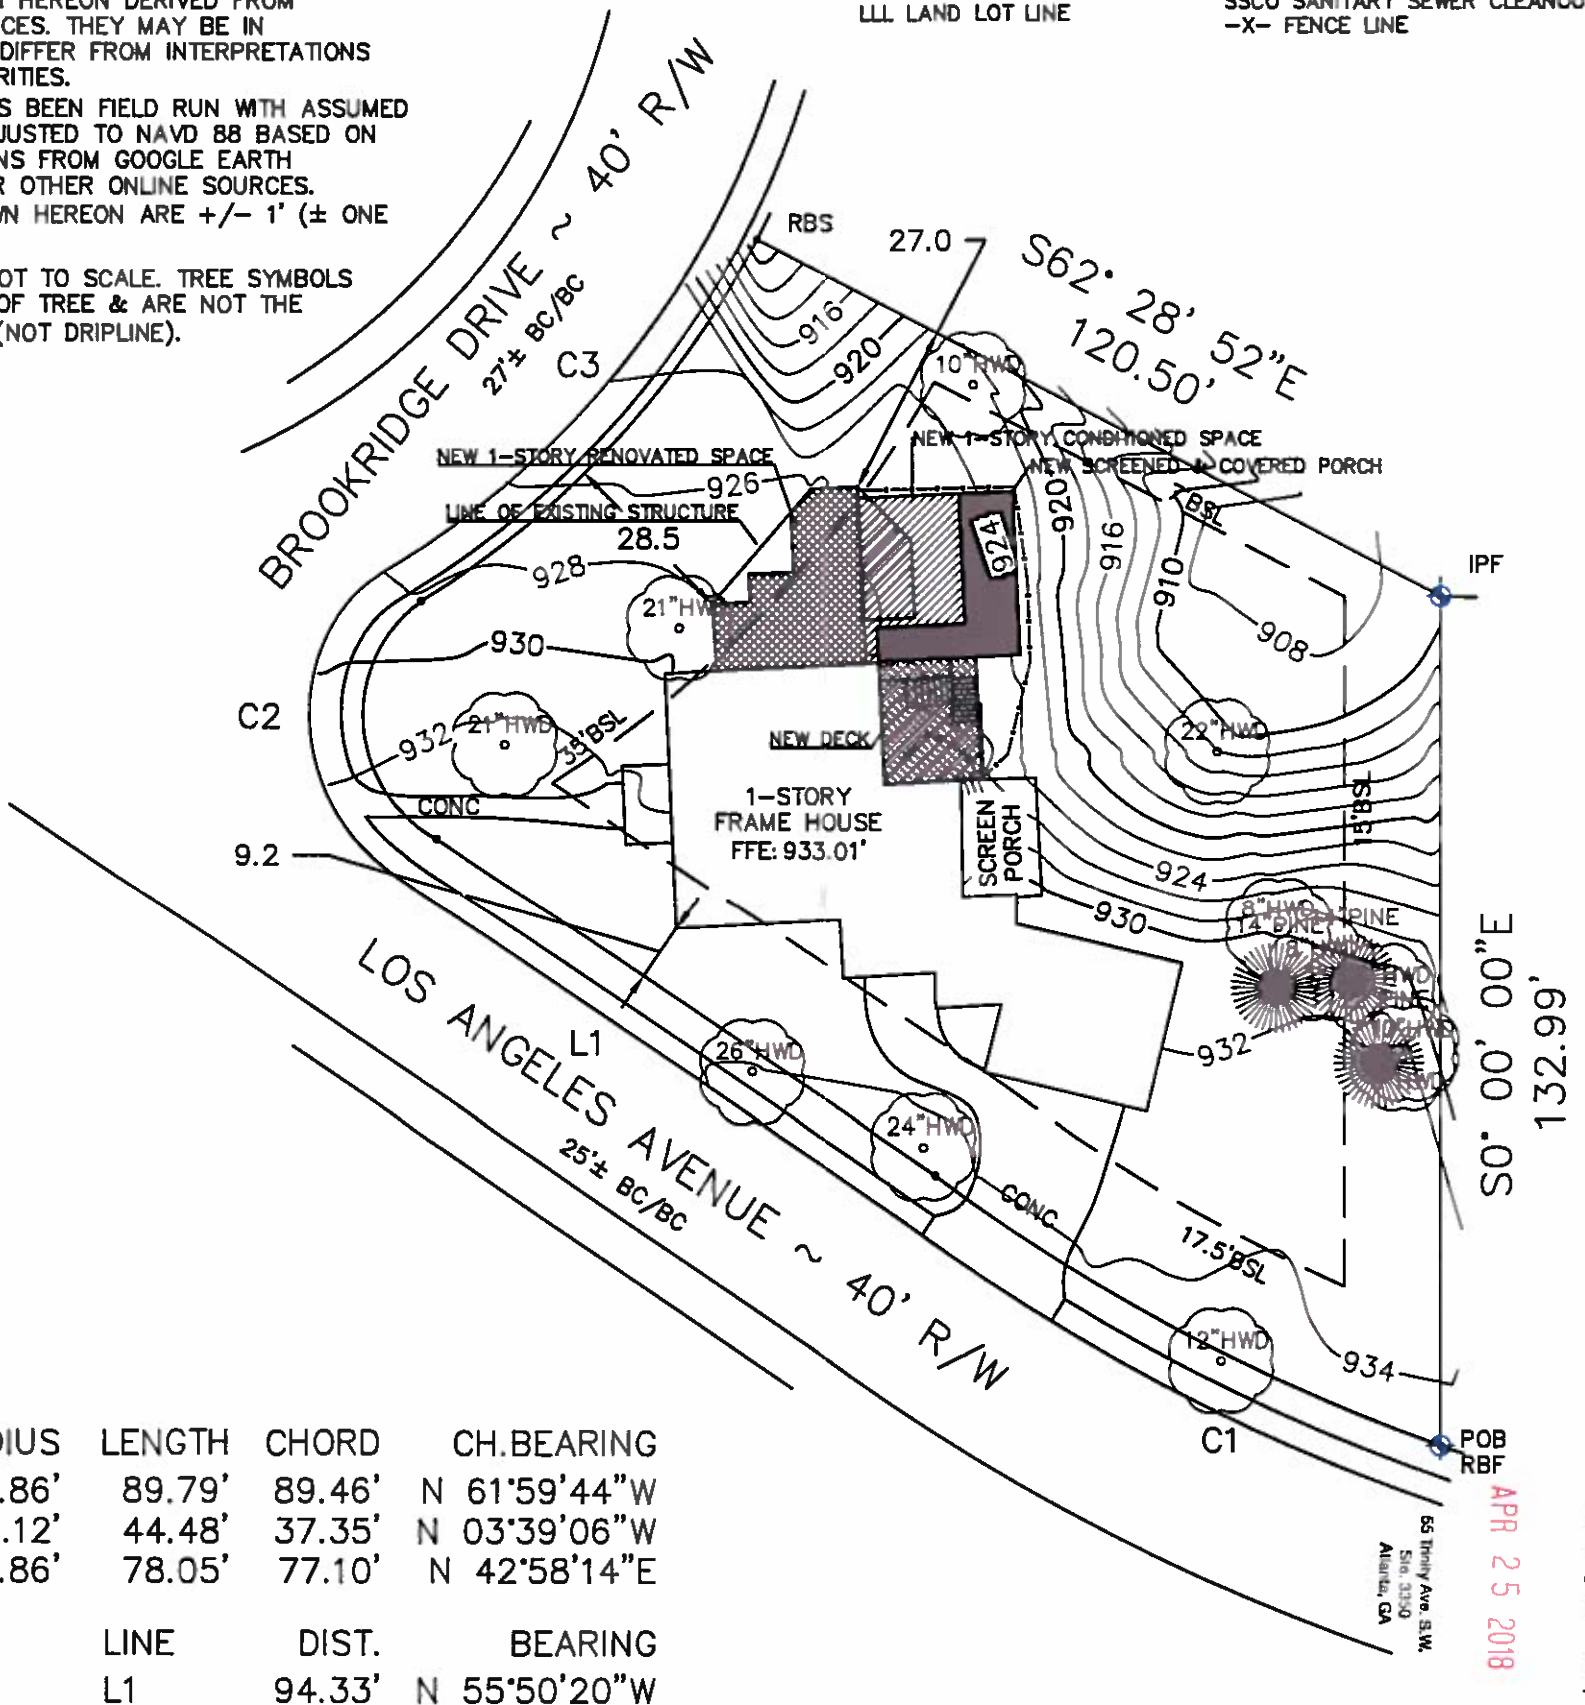 HEREON DERIVED FROM
CES. THEY MAY BE IN
DIFFER FROM INTERPRETATIONS
RITIES.
S BEEN FIELD RUN WITH ASSUMED
JUSTED TO NAVD 88 BASED ON
NS FROM GOOGLE EARTH
R OTHER ONLINE SOURCES.
WN HEREON ARE +/- 1' (± ONE
OT TO SCALE. TREE SYMBOLS
OF TREE & ARE NOT THE
(NOT DRIPLINE).
LLL LAND LOT LINE
SSCO SANITARY SEWER CLEANOU
-X- FENCE LINE
BROOKRIDGE DRIVE ~ 40' R/W
27'± BC/BC
C3
RBS
27.0
S62° 28' 52"E
120.50'
916
920
10"HWD
NEW 1-STORY RENOVATED SPACE
NEW 1-STORY CONDITIONED SPACE
NEW SCREENED & COVERED PORCH
926
LINE OF EXISTING STRUCTURE
28.5
928
924
920
916
910
7'BSL
908
IPF
21"HWD
930
C2
932
21"HWD
35'BSL
CONC
NEW DECK
22"HWD
15'BSL
1-STORY
FRAME HOUSE
FFE: 933.01'
SCREEN
PORCH
9.2
924
930
8"HWD
14"PINE
PINE
932
S0° 00' 00"E
132.99'
LOS ANGELES AVENUE ~ 40' R/W
25'± BC/BC
L1
26"HWD
24"HWD
CONC
17.5'BSL
12"HWD
934
C1
POB
RBF
APR 25 2018
55 Trinity Ave. S.W.
Ste. 3350
Atlanta, GA
DIUS LENGTH CHORD CH.BEARING
.86' 89.79' 89.46' N 61°59'44"W
.12' 44.48' 37.35' N 03°39'06"W
.86' 78.05' 77.10' N 42°58'14"E
LINE DIST. BEARING
L1 94.33' N 55°50'20"W